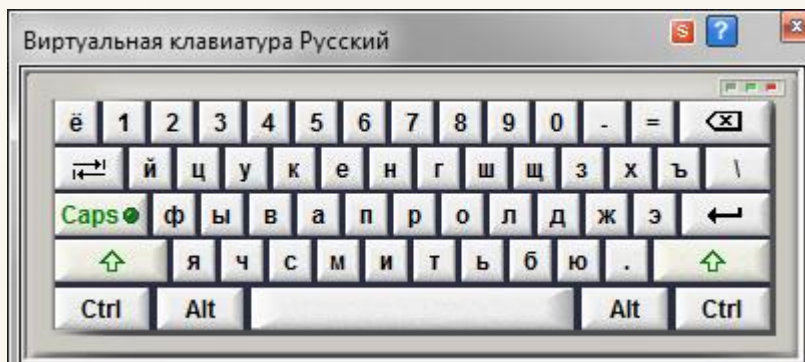 Виртуальная клавиатура Русский S ? x
ё 1 2 3 4 5 6 7 8 9 0 - =
й ц у к е н г ш щ з х ъ \
Caps ф ы в а п р о л д ж э
я ч с м и т ь б ю .
Ctrl Alt Alt Ctrl